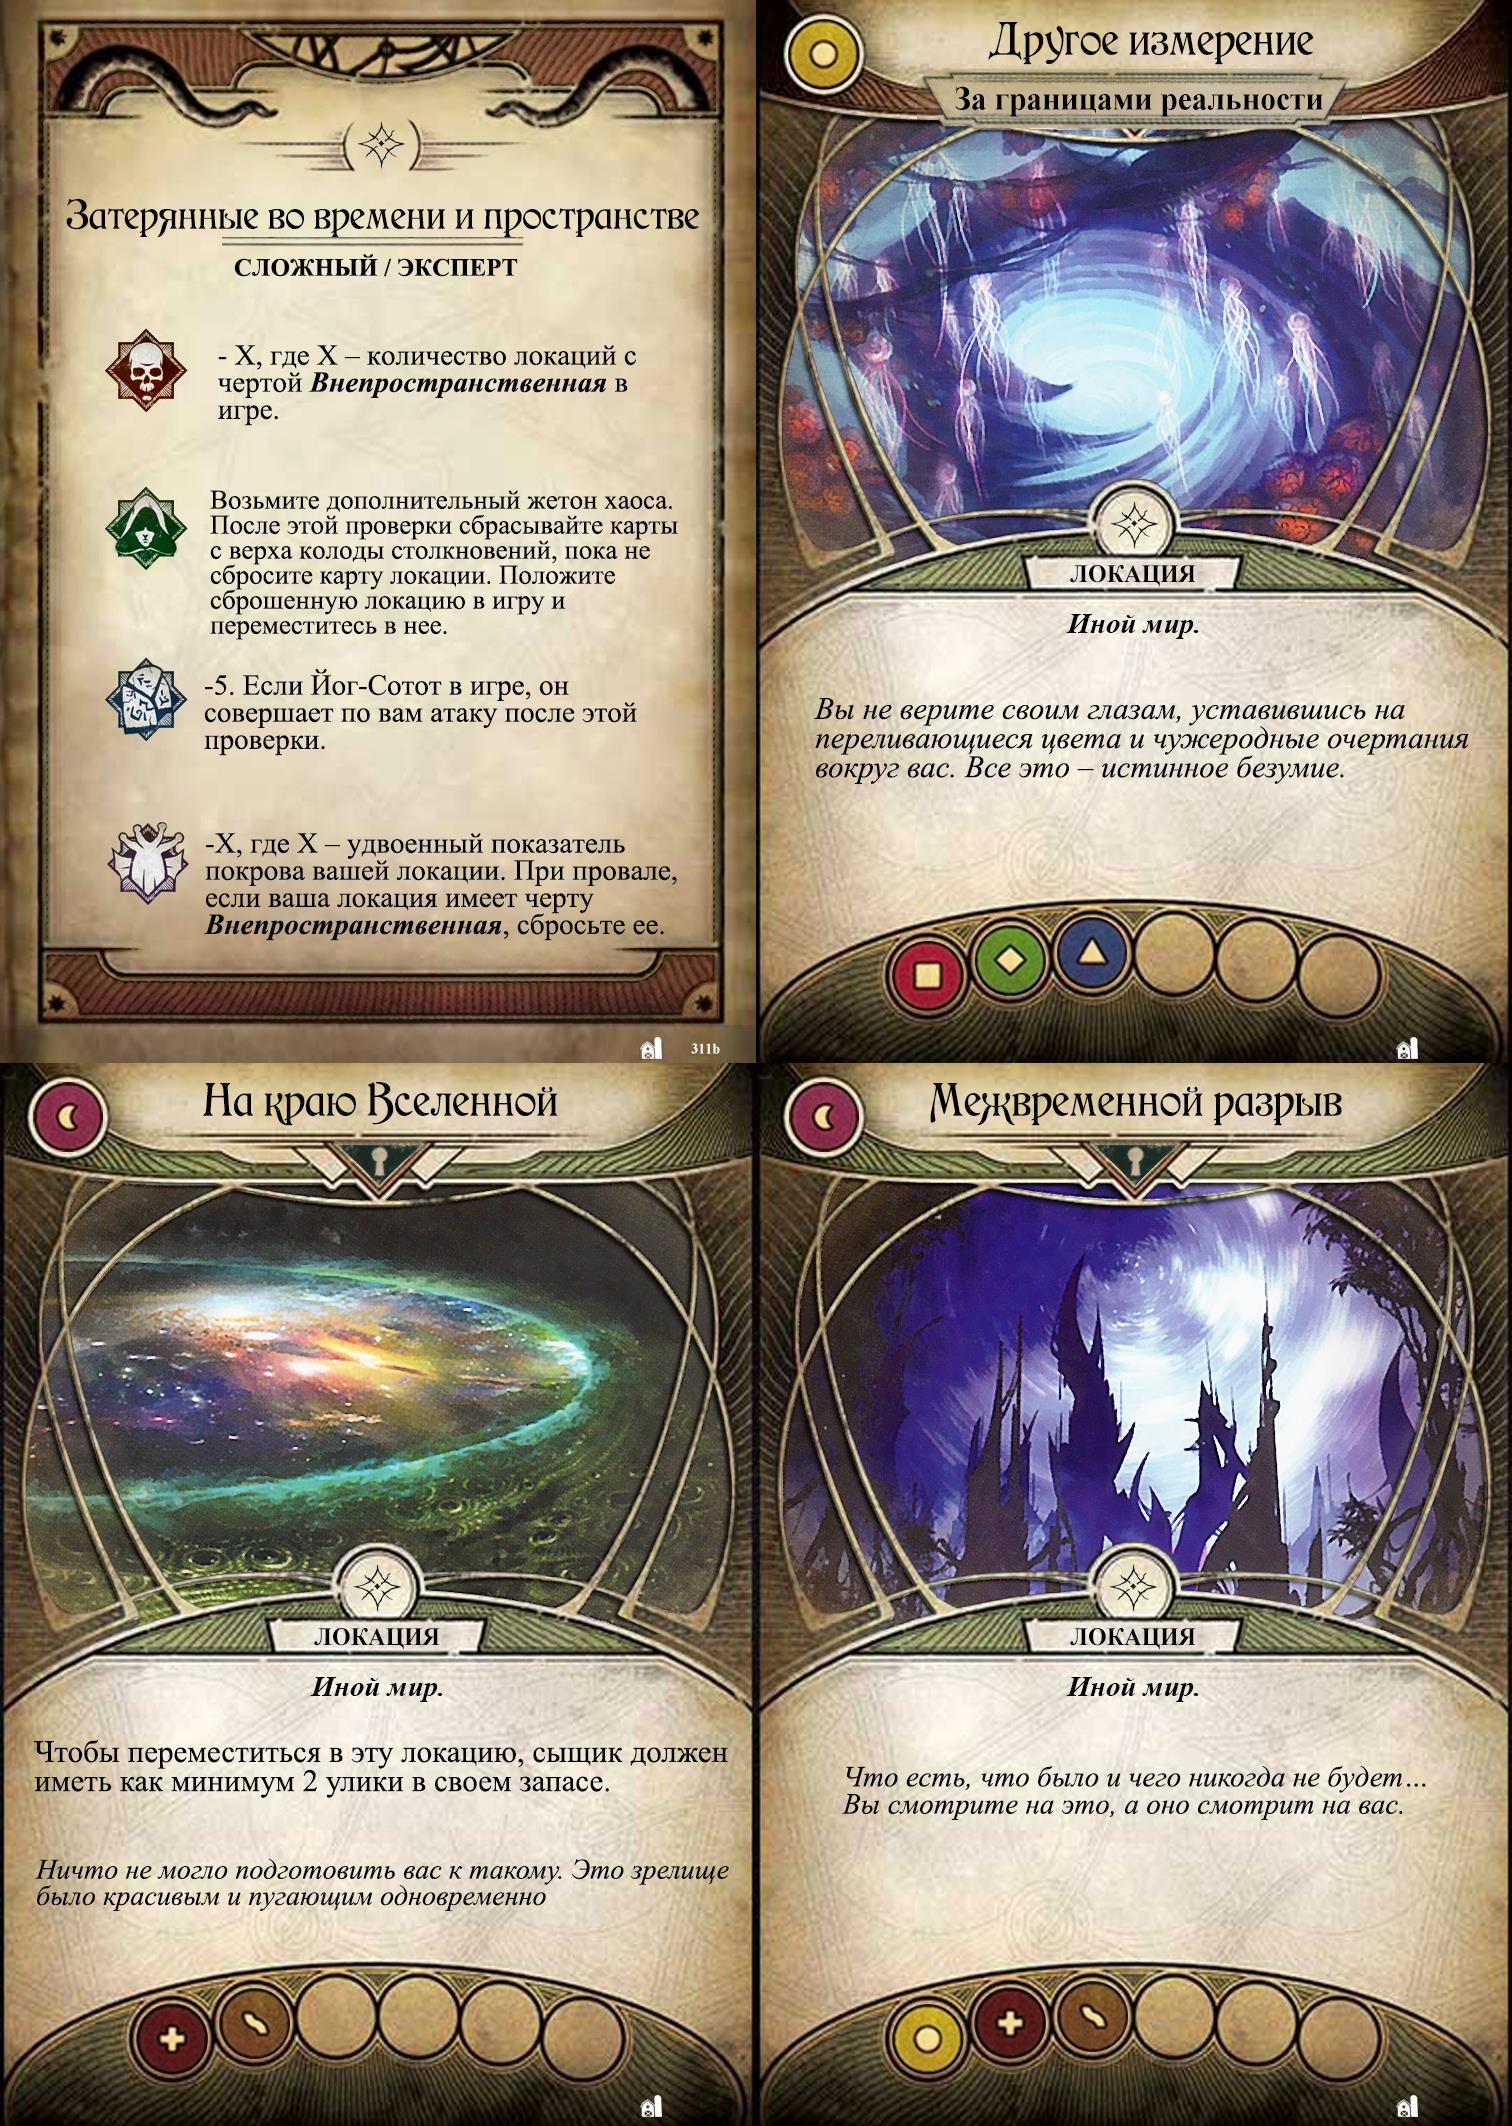 Затерянные во времени и пространстве
СЛОЖНЫЙ / ЭКСПЕРТ
- X, где X – количество локаций с
чертой Внепространственная в
игре.
Возьмите дополнительный жетон хаоса.
После этой проверки сбрасывайте карты
с верха колоды столкновений, пока не
сбросите карту локации. Положите
сброшенную локацию в игру и
переместитесь в нее.
-5. Если Йог-Сотот в игре, он
совершает по вам атаку после этой
проверки.
-X, где X – удвоенный показатель
покрова вашей локации. При провале,
если ваша локация имеет черту
Внепространственная, сбросьте ее.
311b
Другое измерение
За границами реальности
ЛОКАЦИЯ
Иной мир.
Вы не верите своим глазам, уставившись на
переливающиеся цвета и чужеродные очертания
вокруг вас. Все это – истинное безумие.
На краю Вселенной
ЛОКАЦИЯ
Иной мир.
Чтобы переместиться в эту локацию, сыщик должен
иметь как минимум 2 улики в своем запасе.
Ничто не могло подготовить вас к такому. Это зрелище
было красивым и пугающим одновременно
Межвременной разрыв
ЛОКАЦИЯ
Иной мир.
Что есть, что было и чего никогда не будет…
Вы смотрите на это, а оно смотрит на вас.